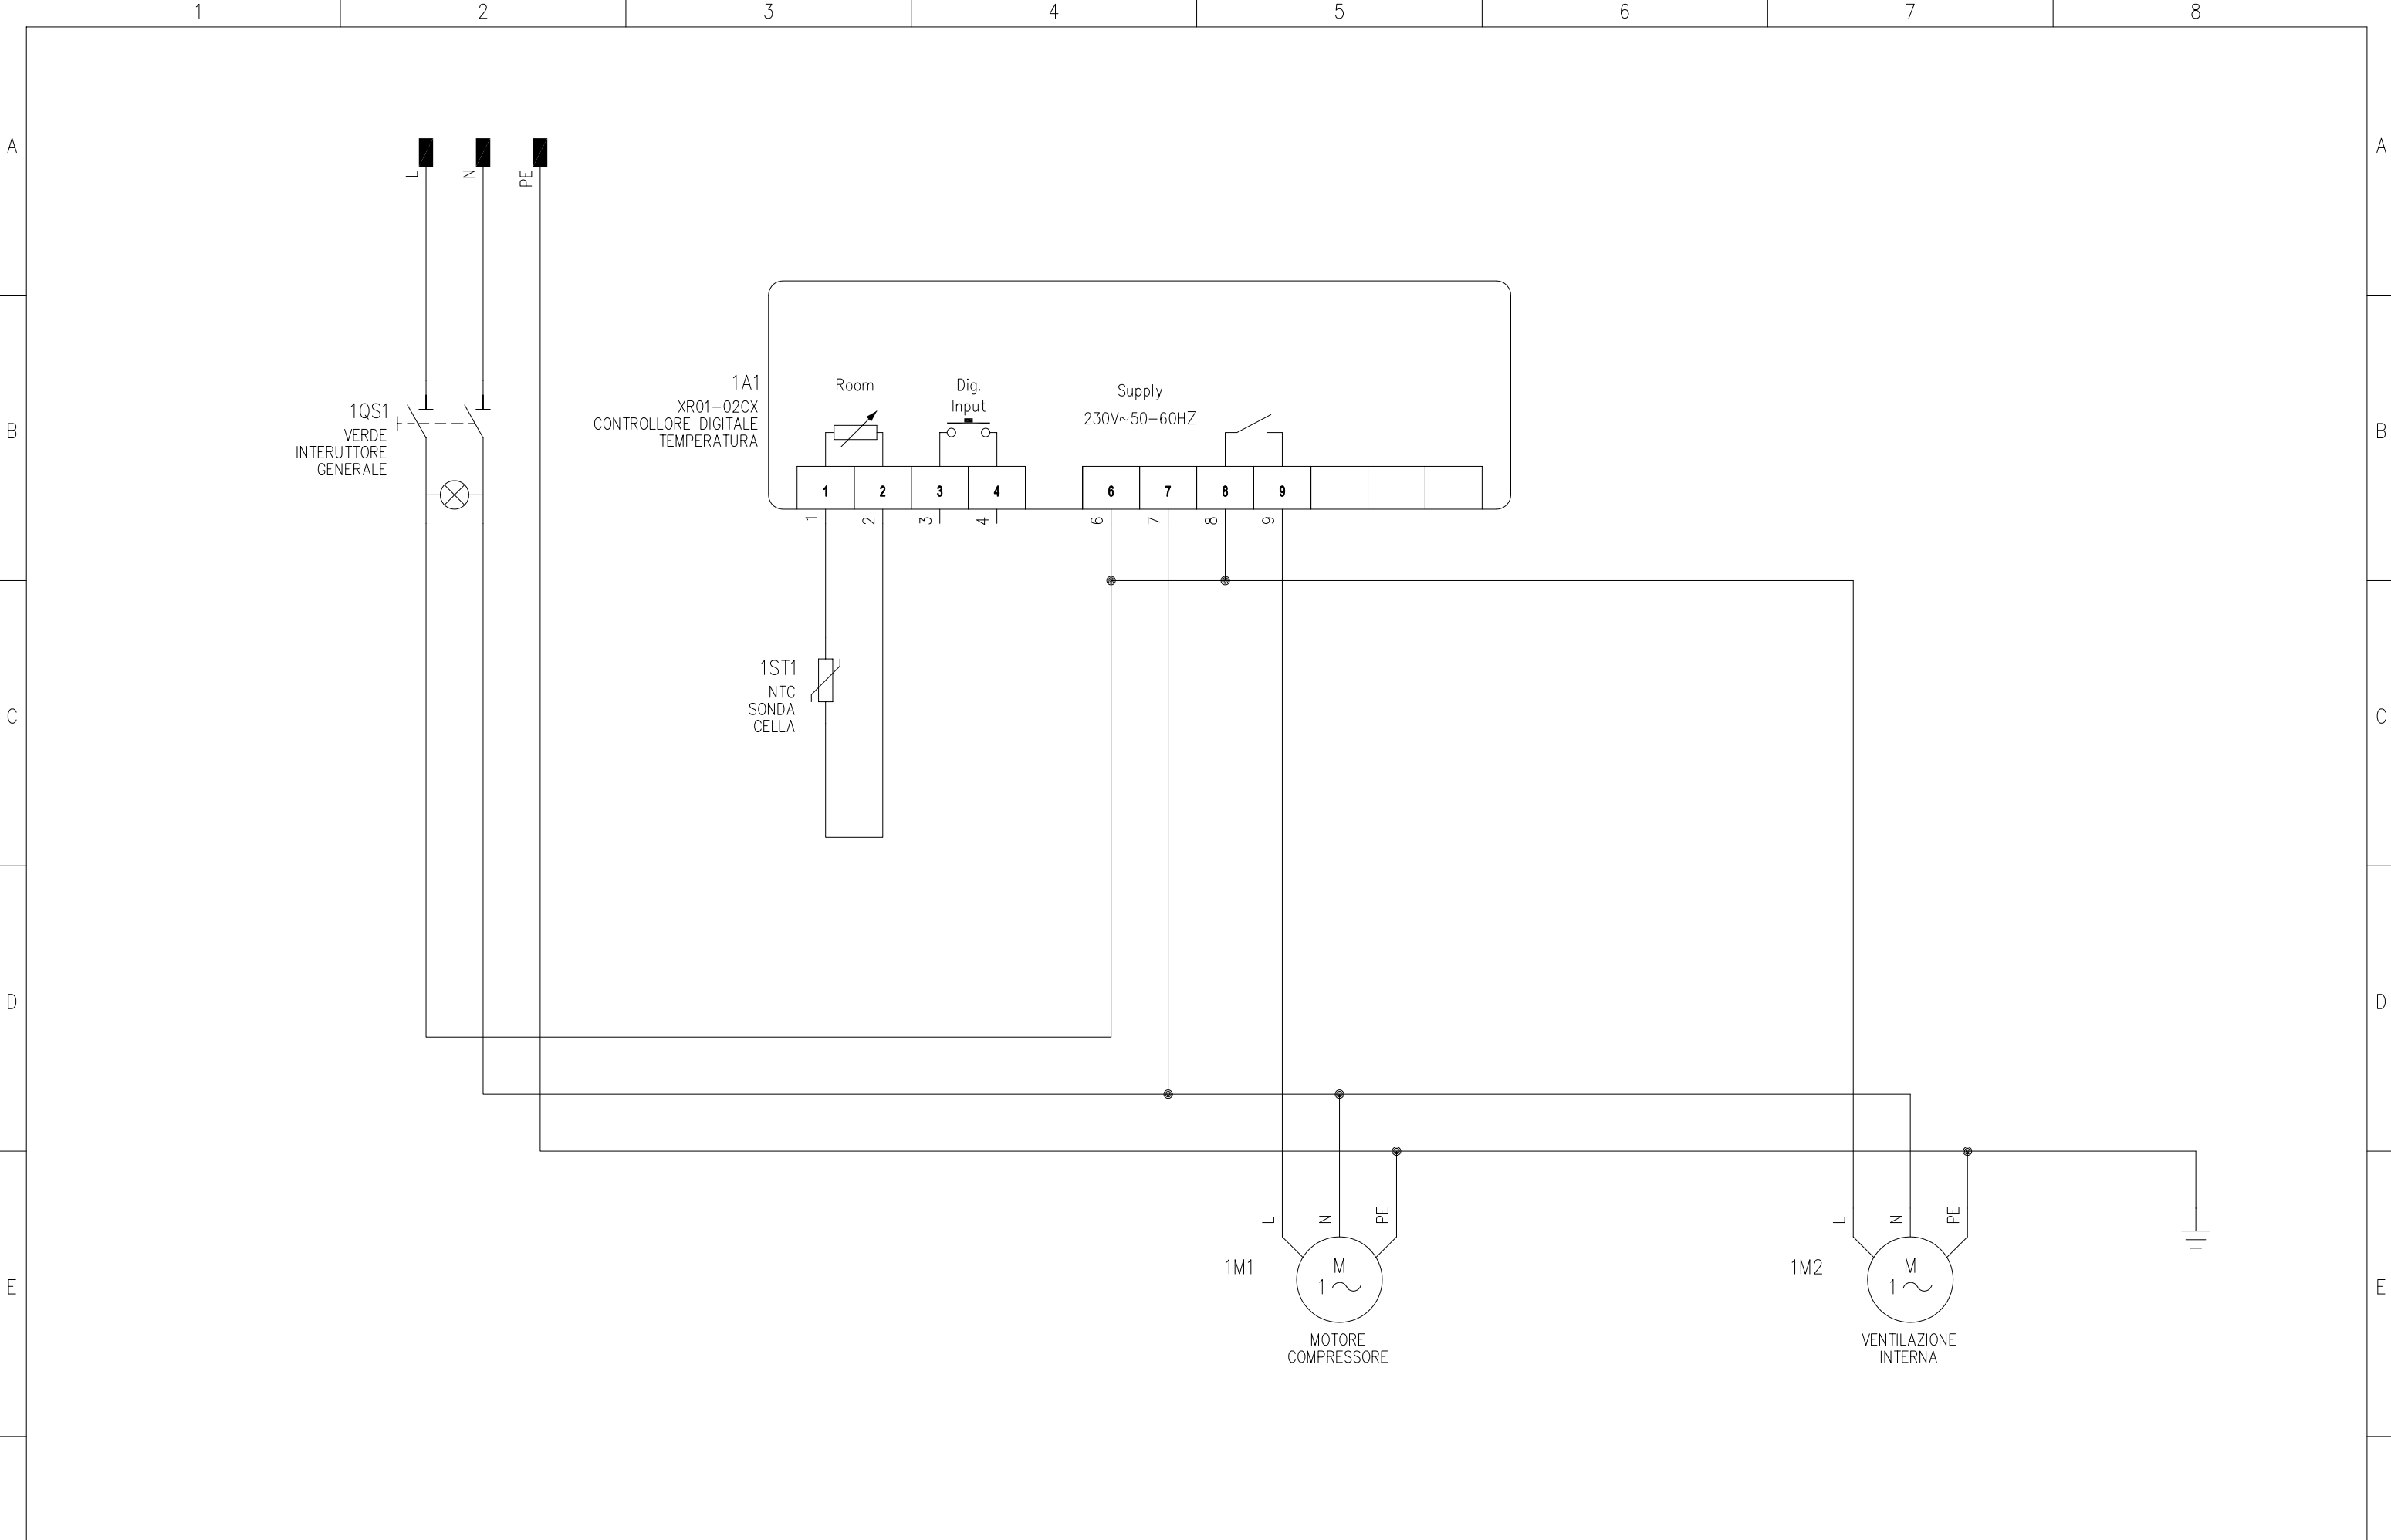 1 2 3 4 5 6 7 8
A A
L N PE
1A1
XR01-02CX
CONTROLLORE DIGITALE
TEMPERATURA
Room
Dig.
Input
Supply
230V~50-60HZ
1QS1
VERDE
INTERUTTORE
GENERALE
B B
1 2 3 4 6 7 8 9
1 2 3 4 6 7 8 9
1ST1
NTC
SONDA
CELLA
C C
D D
L N PE L N PE
1M1
M
1
1M2
M
1
E E
MOTORE
COMPRESSORE
VENTILAZIONE
INTERNA